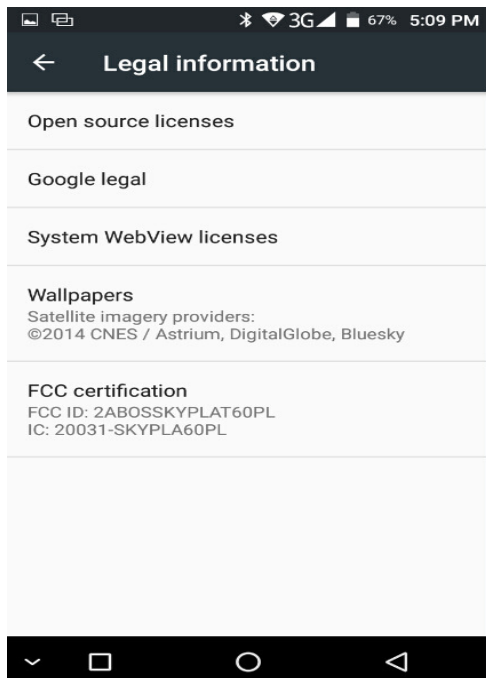 3G 67% 5:09 PM
Legal information
Open source licenses
Google legal
System WebView licenses
Wallpapers
Satellite imagery providers:
©2014 CNES / Astrium, DigitalGlobe, Bluesky
FCC certification
FCC ID: 2ABOSSKYPLAT60PL
IC: 20031-SKYPLA60PL